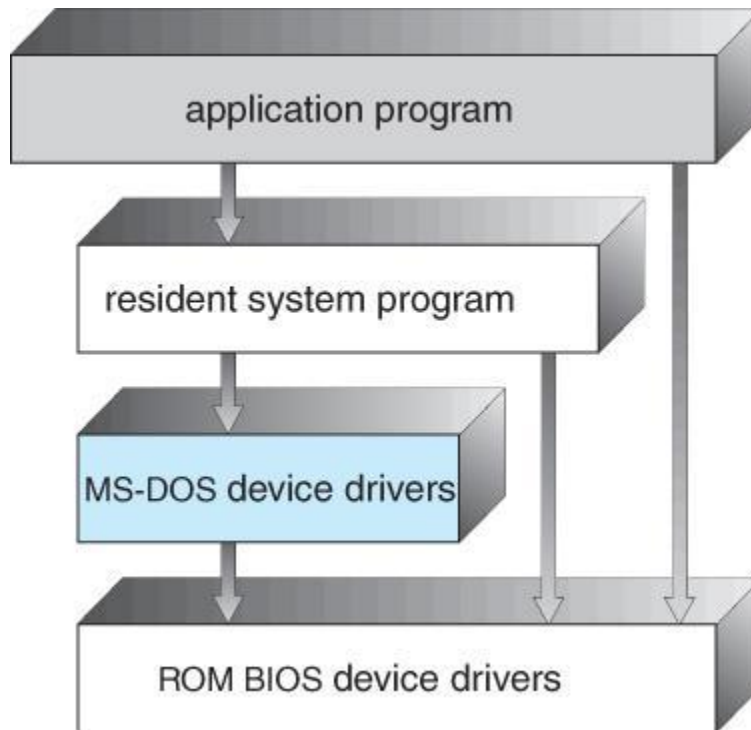 application program
resident system program
MS-DOS device drivers
ROM BIOS device drivers